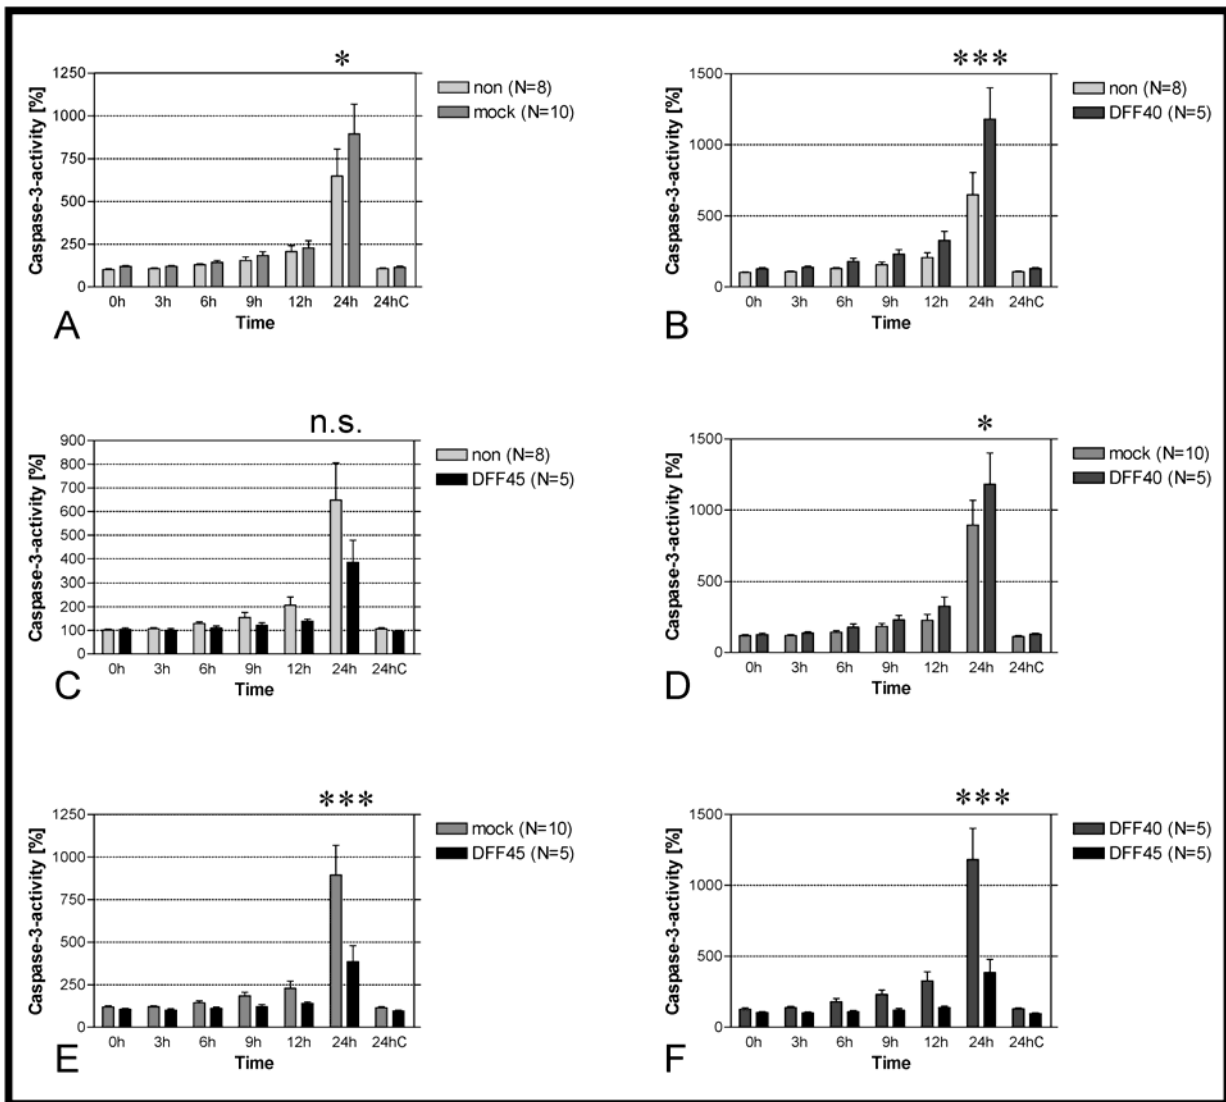 *
1250
1000
750
500
250
0
Caspase-3-activity [%]
0h 3h 6h 9h 12h 24h 24hC
Time
non (N=8)
mock (N=10)
A
***
1500
1000
500
0
Caspase-3-activity [%]
0h 3h 6h 9h 12h 24h 24hC
Time
non (N=8)
DFF40 (N=5)
B
n.s.
900
800
700
600
500
400
300
200
100
0
Caspase-3-activity [%]
0h 3h 6h 9h 12h 24h 24hC
Time
non (N=8)
DFF45 (N=5)
C
*
1500
1000
500
0
Caspase-3-activity [%]
0h 3h 6h 9h 12h 24h 24hC
Time
mock (N=10)
DFF40 (N=5)
D
***
1250
1000
750
500
250
0
Caspase-3-activity [%]
0h 3h 6h 9h 12h 24h 24hC
Time
mock (N=10)
DFF45 (N=5)
E
***
1500
1000
500
0
Caspase-3-activity [%]
0h 3h 6h 9h 12h 24h 24hC
Time
DFF40 (N=5)
DFF45 (N=5)
F